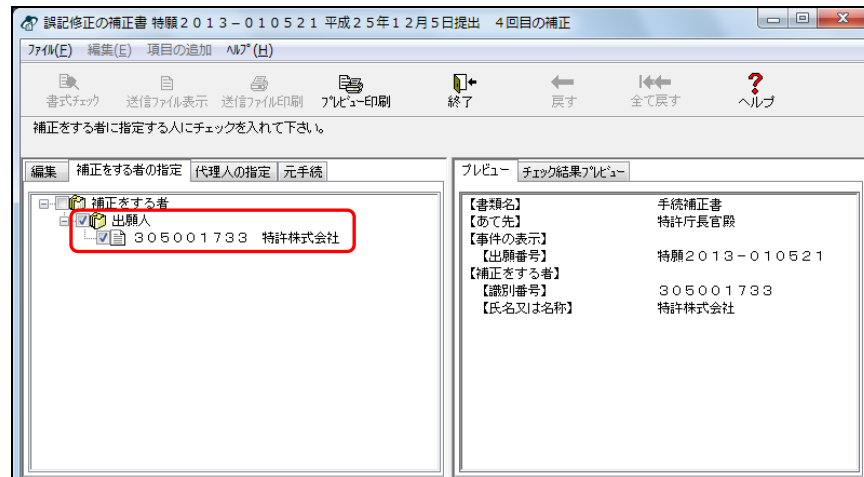 誤記修正の補正書 特願２０１３－０１０５２１ 平成２５年１２月５日提出　４回目の補正
ﾌｧｲﾙ(F)　編集(E)　項目の追加　ﾍﾙﾌﾟ(H)
書式ﾁｪｯｸ　送信ﾌｧｲﾙ表示　送信ﾌｧｲﾙ印刷　ﾌﾟﾚﾋﾞｭｰ印刷　終了　戻す　全て戻す　ヘルプ
補正をする者に指定する人にチェックを入れて下さい。
編集　補正をする者の指定　代理人の指定　元手続
補正をする者
出願人
３０５００１７３３　特許株式会社
プレビュー　ﾁｪｯｸ結果ﾌﾟﾚﾋﾞｭｰ
【書類名】　手続補正書
【あて先】　特許庁長官殿
【事件の表示】
【出願番号】　特願２０１３－０１０５２１
【補正をする者】
【識別番号】　３０５００１７３３
【氏名又は名称】　特許株式会社